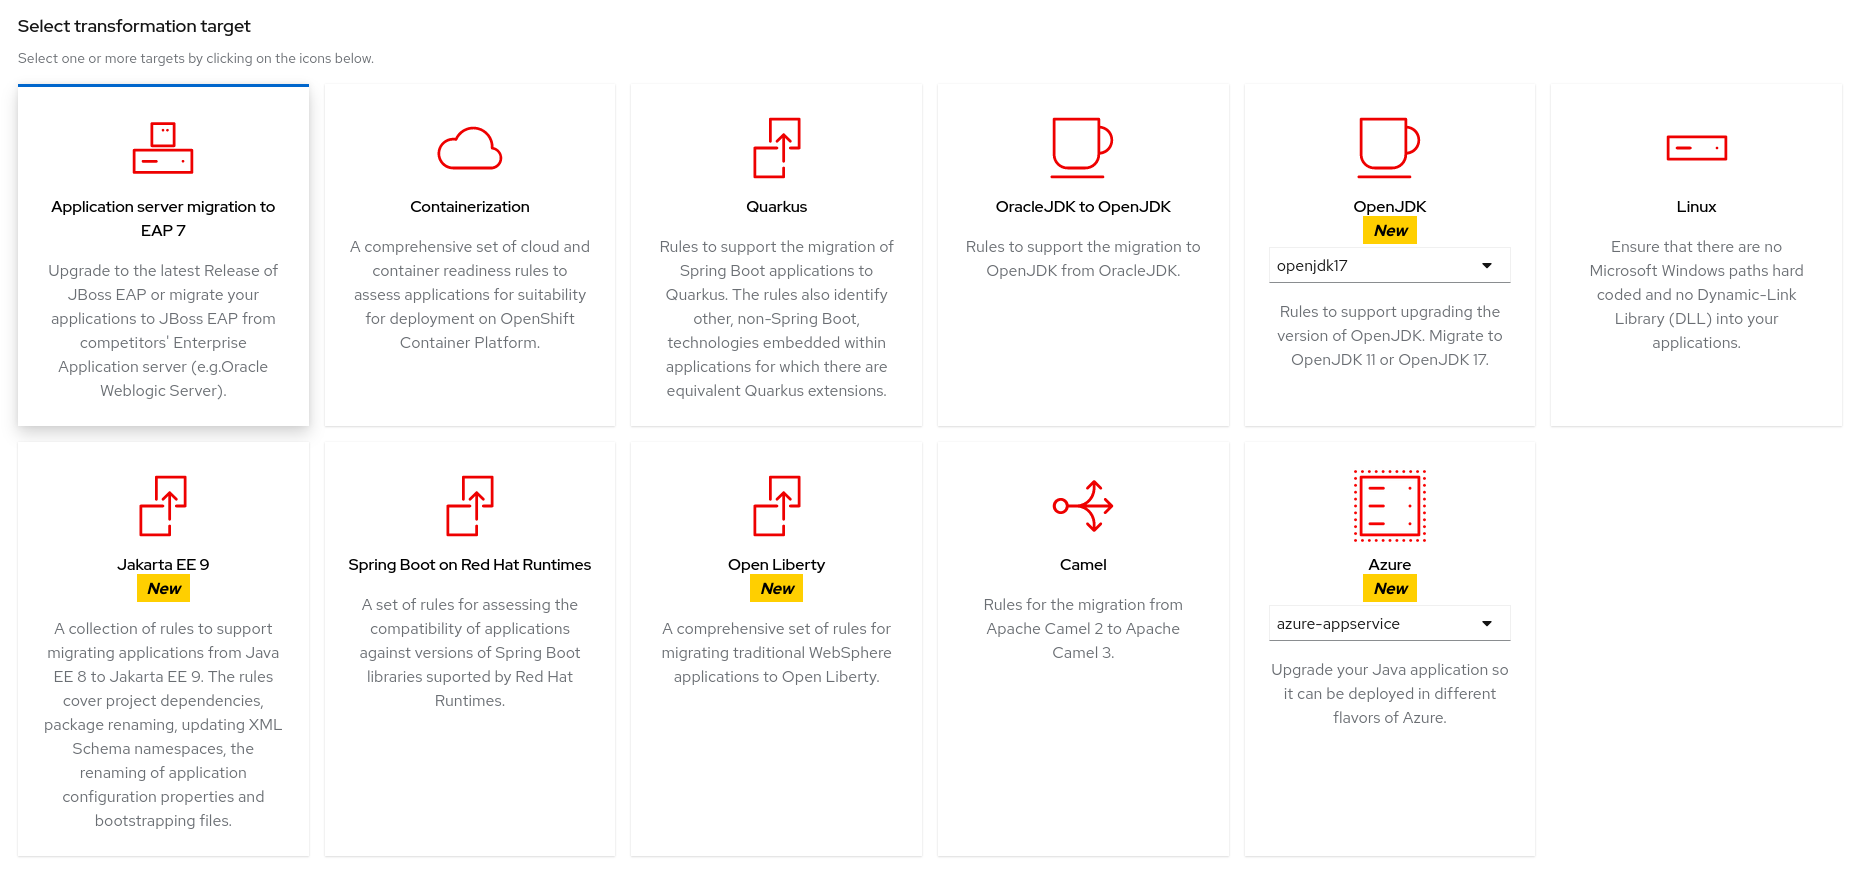 Select transformation target
Select one or more targets by clicking on the icons below.
Application server migration to
EAP 7
Upgrade to the latest Release of
JBoss EAP or migrate your
applications to JBoss EAP from
competitors' Enterprise
Application server (e.g.Oracle
Weblogic Server).
Containerization
A comprehensive set of cloud and
container readiness rules to
assess applications for suitability
for deployment on OpenShift
Container Platform.
Quarkus
Rules to support the migration of
Spring Boot applications to
Quarkus. The rules also identify
other, non-Spring Boot,
technologies embedded within
applications for which there are
equivalent Quarkus extensions.
OracleJDK to OpenJDK
Rules to support the migration to
OpenJDK from OracleJDK.
OpenJDK
New
openjdk17
Rules to support upgrading the
version of OpenJDK. Migrate to
OpenJDK 11 or OpenJDK 17.
Linux
Ensure that there are no
Microsoft Windows paths hard
coded and no Dynamic-Link
Library (DLL) into your
applications.
Jakarta EE 9
New
A collection of rules to support
migrating applications from Java
EE 8 to Jakarta EE 9. The rules
cover project dependencies,
package renaming, updating XML
Schema namespaces, the
renaming of application
configuration properties and
bootstrapping files.
Spring Boot on Red Hat Runtimes
A set of rules for assessing the
compatibility of applications
against versions of Spring Boot
libraries suported by Red Hat
Runtimes.
Open Liberty
New
A comprehensive set of rules for
migrating traditional WebSphere
applications to Open Liberty.
Camel
Rules for the migration from
Apache Camel 2 to Apache
Camel 3.
Azure
New
azure-appservice
Upgrade your Java application so
it can be deployed in different
flavors of Azure.